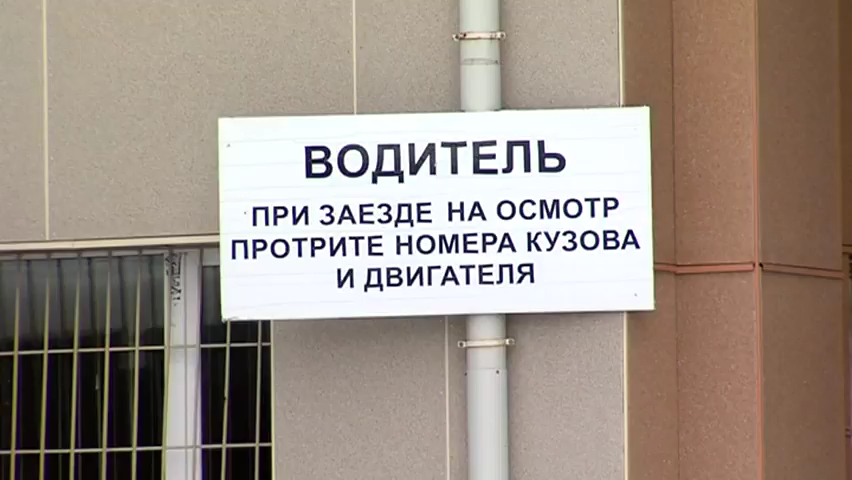 ВОДИТЕЛЬ
ПРИ ЗАЕЗДЕ НА ОСМОТР
ПРОТРИТЕ НОМЕРА КУЗОВА
И ДВИГАТЕЛЯ